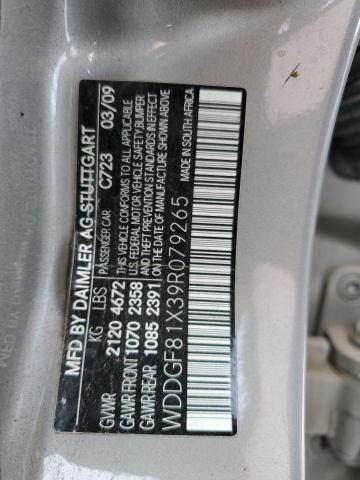 MFG BY DAIMLER AG-STUTTGART
PASSENGER CAR C723 03/09
KG LBS
THIS VEHICLE CONFORMS TO ALL APPLICABLE
U.S. FEDERAL MOTOR VEHICLE SAFETY, BUMPER
AND THEFT PREVENTION STANDARDS IN EFFECT
ON THE DATE OF MANUFACTURE SHOWN ABOVE.
GVWR 2120 4672
GAWR FRONT 1070 2358
GAWR REAR 1085 2391
MADE IN SOUTH AFRICA
WDDGF81X39R079265